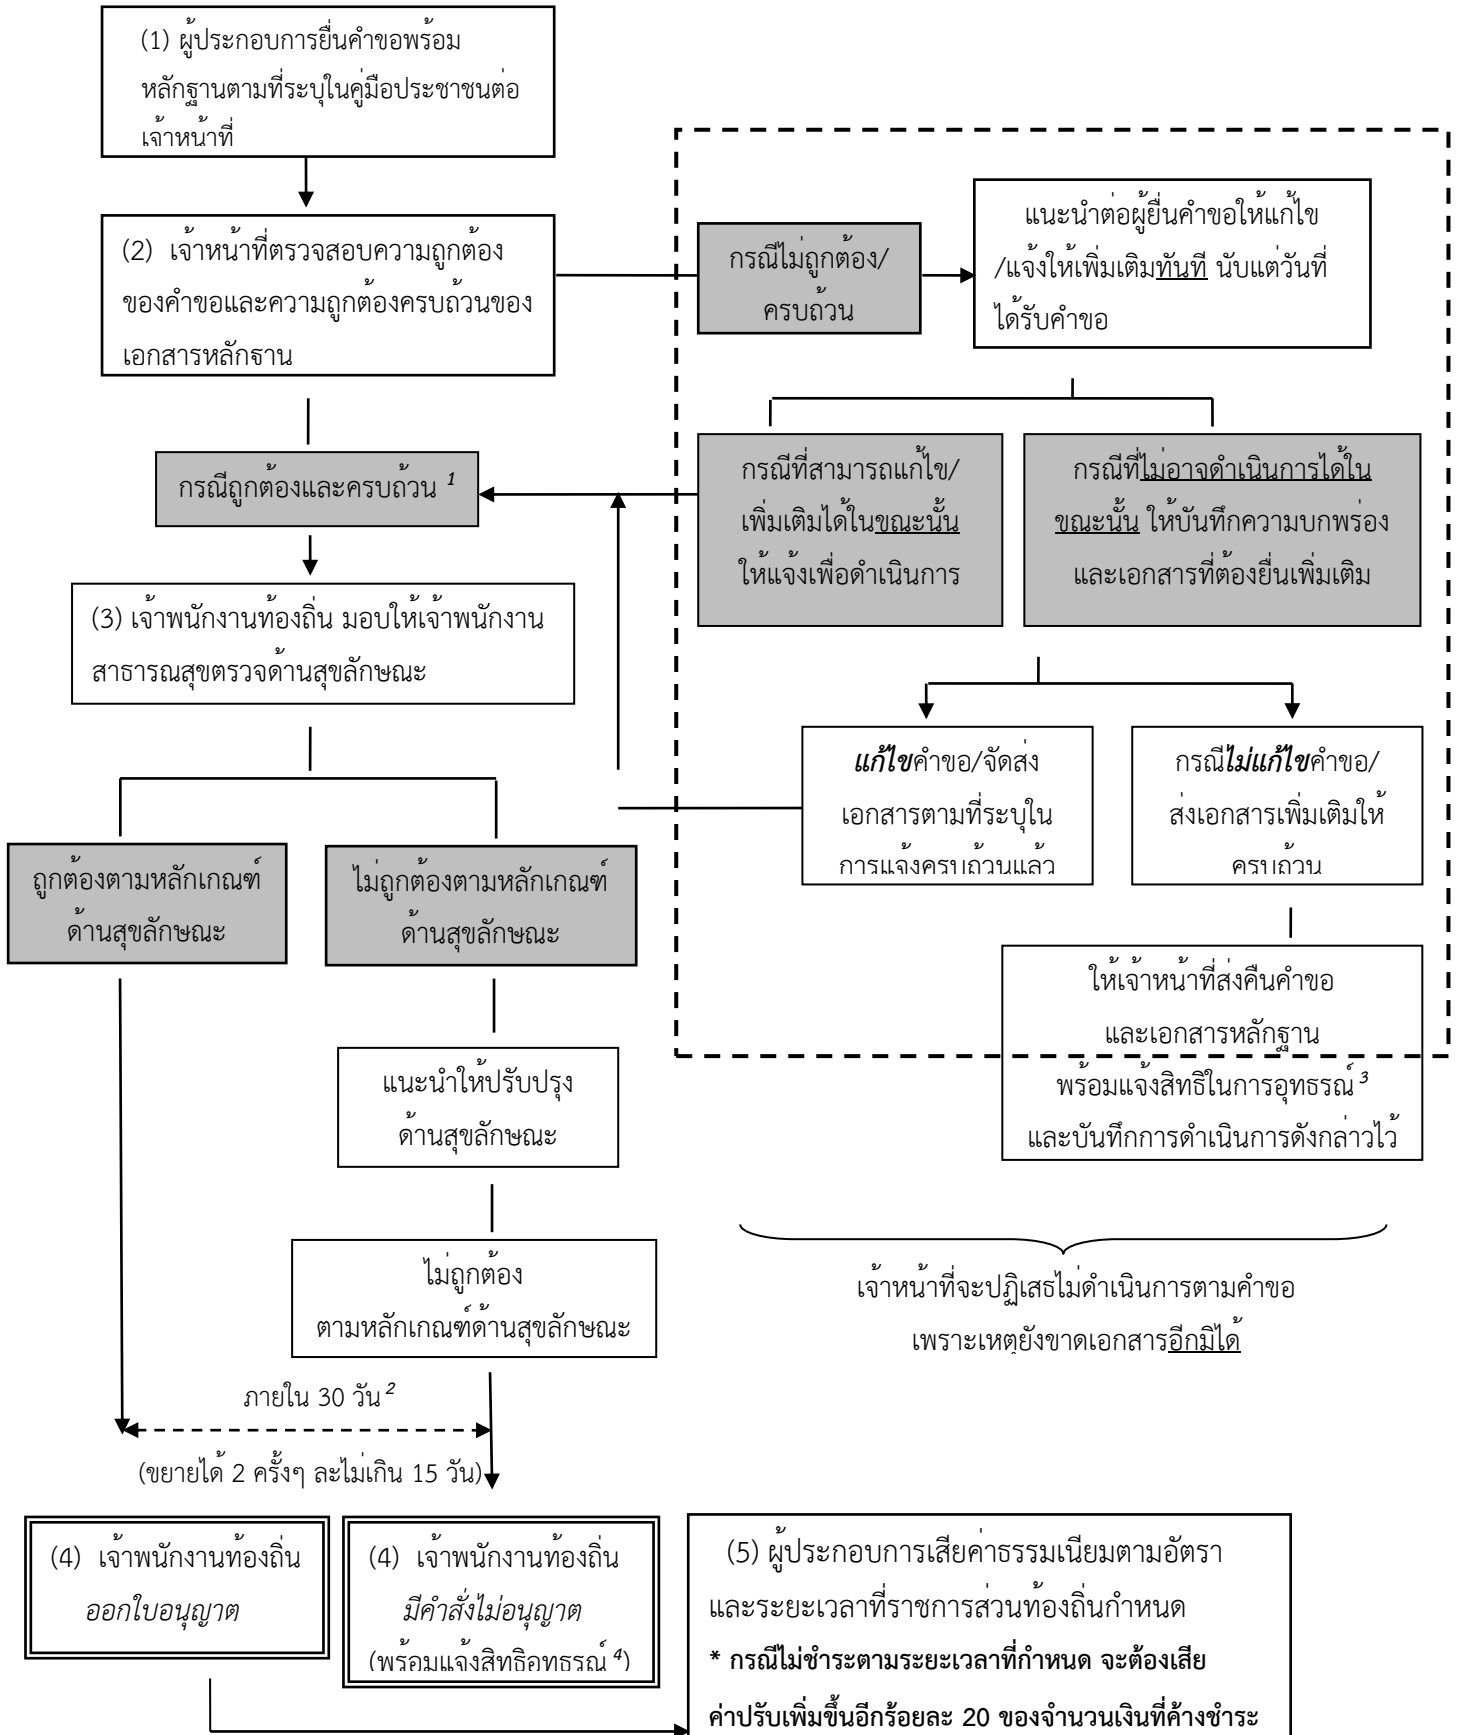 (1) ผู้ประกอบการยื่นคำขอพร้อม
หลักฐานตามที่ระบุในคู่มือประชาชนต่อ
เจ้าหน้าที่
(2) เจ้าหน้าที่ตรวจสอบความถูกต้อง
ของคำขอและความถูกต้องครบถ้วนของ
เอกสารหลักฐาน
กรณีไม่ถูกต้อง/
ครบถ้วน
แนะนำต่อผู้ยื่นคำขอให้แก้ไข
/แจ้งให้เพิ่มเติมทันที นับแต่วันที่
ได้รับคำขอ
กรณีถูกต้องและครบถ้วน 1
กรณีที่สามารถแก้ไข/
เพิ่มเติมได้ในขณะนั้น
ให้แจ้งเพื่อดำเนินการ
กรณีที่ไม่อาจดำเนินการได้ใน
ขณะนั้น ให้บันทึกความบกพร่อง
และเอกสารที่ต้องยื่นเพิ่มเติม
(3) เจ้าพนักงานท้องถิ่น มอบให้เจ้าพนักงาน
สาธารณสุขตรวจด้านสุขลักษณะ
แก้ไขคำขอ/จัดส่ง
เอกสารตามที่ระบุใน
การแจ้งครบถ้วนแล้ว
กรณีไม่แก้ไขคำขอ/
ส่งเอกสารเพิ่มเติมให้
ครบถ้วน
ถูกต้องตามหลักเกณฑ์
ด้านสุขลักษณะ
ไม่ถูกต้องตามหลักเกณฑ์
ด้านสุขลักษณะ
ให้เจ้าหน้าที่ส่งคืนคำขอ
และเอกสารหลักฐาน
พร้อมแจ้งสิทธิในการอุทธรณ์ 3
และบันทึกการดำเนินการดังกล่าวไว้
แนะนำให้ปรับปรุง
ด้านสุขลักษณะ
ไม่ถูกต้อง
ตามหลักเกณฑ์ด้านสุขลักษณะ
เจ้าหน้าที่จะปฏิเสธไม่ดำเนินการตามคำขอ
เพราะเหตุยังขาดเอกสารอีกมิได้
ภายใน 30 วัน 2
(ขยายได้ 2 ครั้งๆ ละไม่เกิน 15 วัน)
(4) เจ้าพนักงานท้องถิ่น
ออกใบอนุญาต
(4) เจ้าพนักงานท้องถิ่น
มีคำสั่งไม่อนุญาต
(พร้อมแจ้งสิทธิอุทธรณ์ 4)
(5) ผู้ประกอบการเสียค่าธรรมเนียมตามอัตรา
และระยะเวลาที่ราชการส่วนท้องถิ่นกำหนด
* กรณีไม่ชำระตามระยะเวลาที่กำหนด จะต้องเสีย
ค่าปรับเพิ่มขึ้นอีกร้อยละ 20 ของจำนวนเงินที่ค้างชำระ